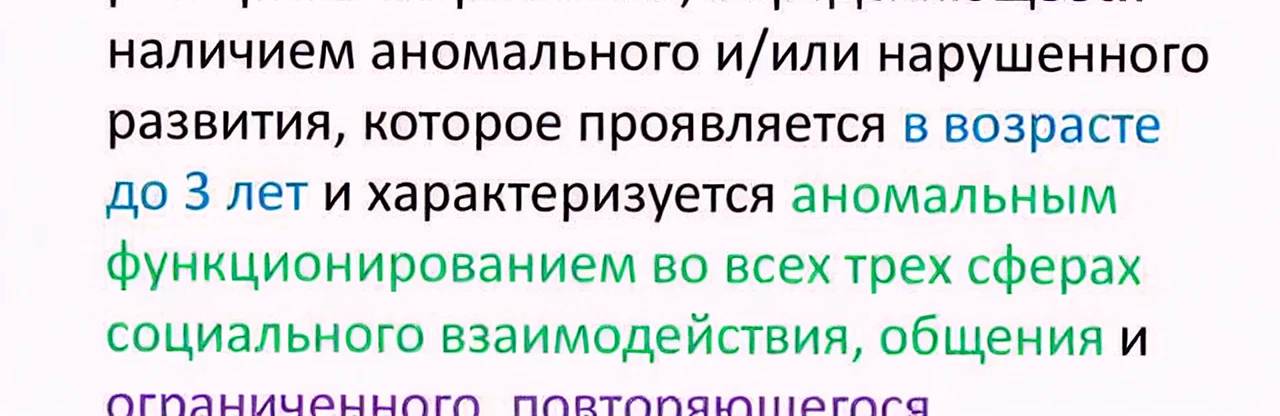 наличием аномального и/или нарушенного
развития, которое проявляется в возрасте
до 3 лет и характеризуется аномальным
функционированием во всех трех сферах
социального взаимодействия, общения и
ограниченного, повторяющегося